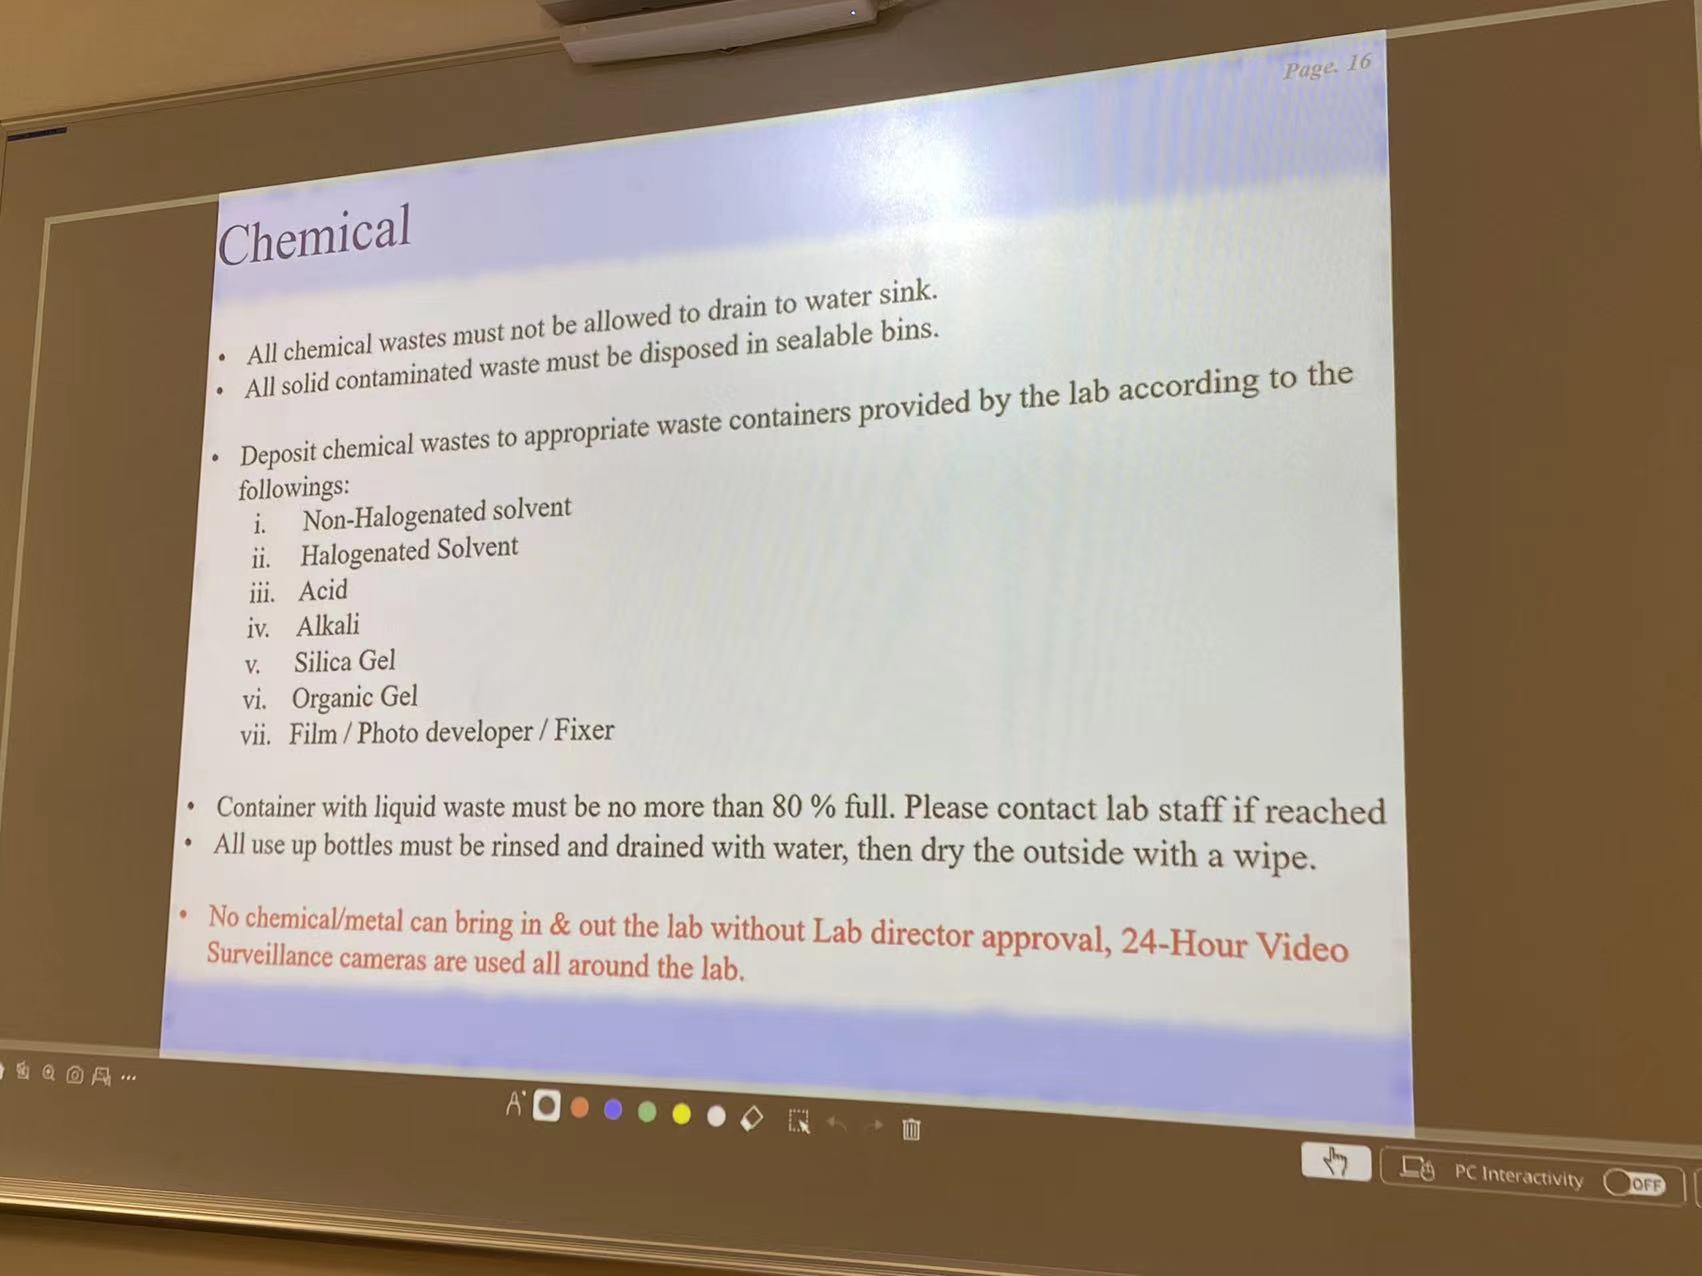 Page. 16
Chemical
• All chemical wastes must not be allowed to drain to water sink.
• All solid contaminated waste must be disposed in sealable bins.
• Deposit chemical wastes to appropriate waste containers provided by the lab according to the
followings:
i. Non-Halogenated solvent
ii. Halogenated Solvent
iii. Acid
iv. Alkali
v. Silica Gel
vi. Organic Gel
vii. Film / Photo developer / Fixer
• Container with liquid waste must be no more than 80 % full. Please contact lab staff if reached
• All use up bottles must be rinsed and drained with water, then dry the outside with a wipe.
• No chemical/metal can bring in & out the lab without Lab director approval, 24-Hour Video
Surveillance cameras are used all around the lab.
PC Interactivity OFF